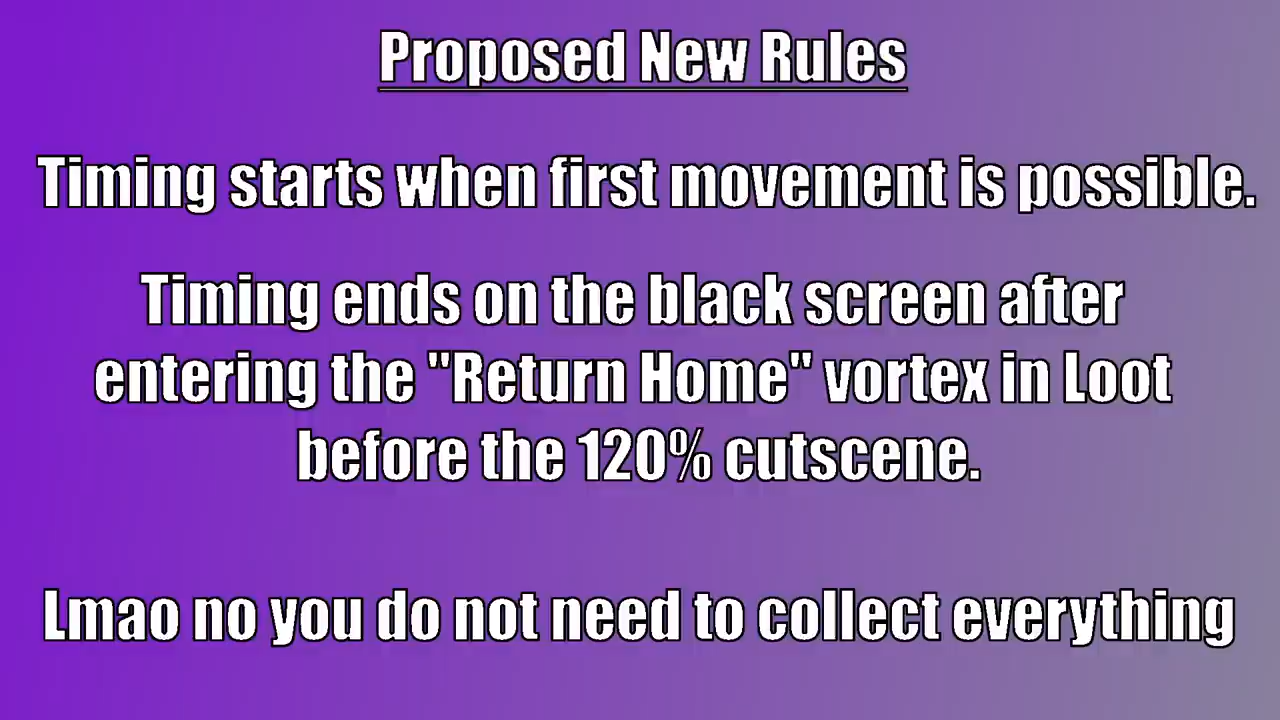 Proposed New Rules
Timing starts when first movement is possible.
Timing ends on the black screen after
entering the "Return Home" vortex in Loot
before the 120% cutscene.
Lmao no you do not need to collect everything